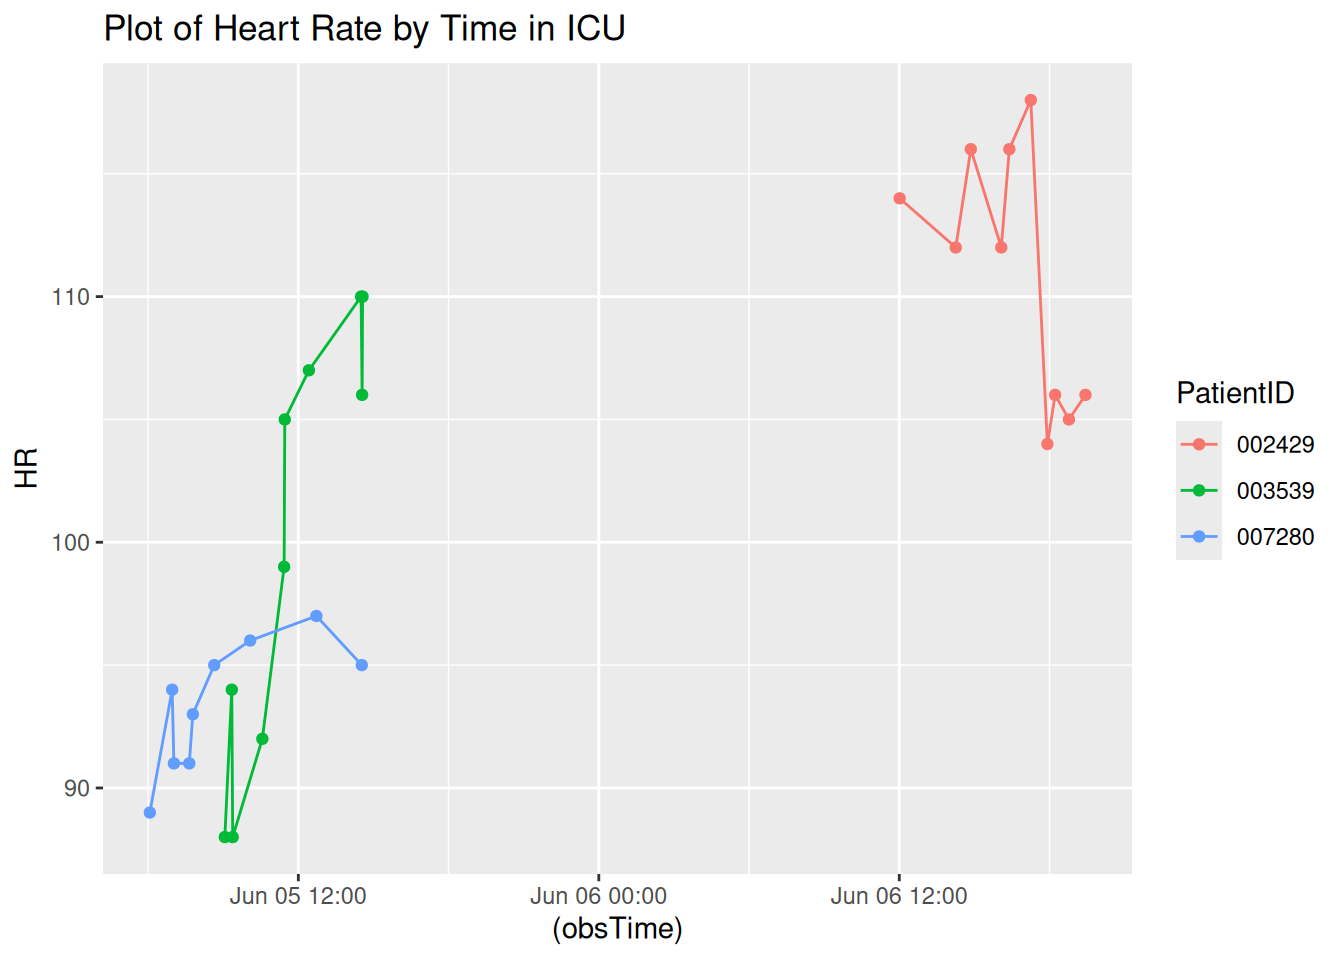 Plot of Heart Rate by Time in ICU
HR
110
100
90
Jun 05 12:00
Jun 06 00:00
Jun 06 12:00
(obsTime)
PatientID
002429
003539
007280